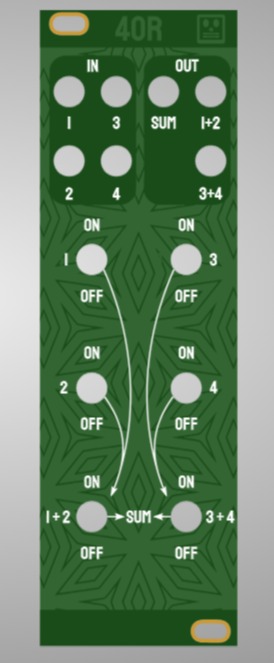 4OR
IN OUT
1 3 SUM 1+2
2 4 3+4
ON ON
1 3
OFF OFF
ON ON
2 4
OFF OFF
ON ON
1+2 SUM 3+4
OFF OFF